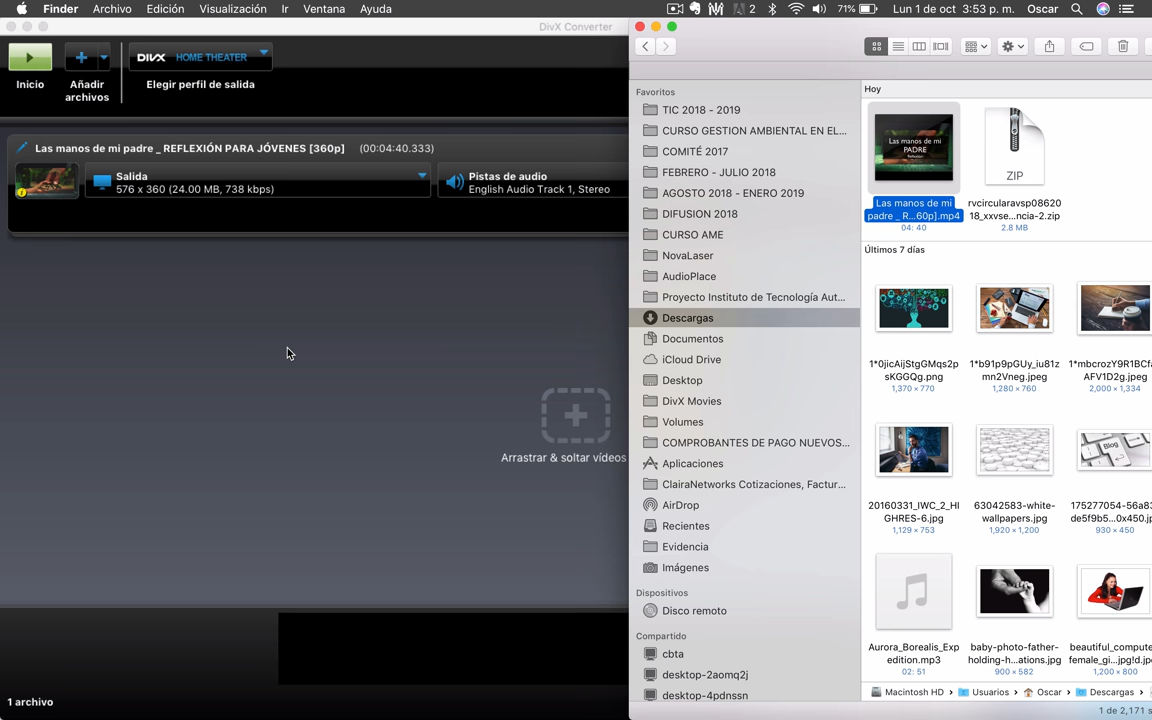 Finder Archivo Edición Visualización Ir Ventana Ayuda
2 71% Lun 1 de oct 3:53 p. m. Oscar
DivX Converter
Inicio
Añadir
archivos
DIVX HOME THEATER
Elegir perfil de salida
Las manos de mi padre _ REFLEXIÓN PARA JÓVENES [360p] (00:04:40.333)
Salida
576 x 360 (24.00 MB, 738 kbps)
Pistas de audio
English Audio Track 1, Stereo
Arrastrar & soltar vídeos
1 archivo
Favoritos
TIC 2018 - 2019
CURSO GESTION AMBIENTAL EN EL...
COMITÉ 2017
FEBRERO - JULIO 2018
AGOSTO 2018 - ENERO 2019
DIFUSION 2018
CURSO AME
NovaLaser
AudioPlace
Proyecto Instituto de Tecnología Aut...
Descargas
Documentos
iCloud Drive
Desktop
DivX Movies
Volumes
COMPROBANTES DE PAGO NUEVOS...
Aplicaciones
ClairaNetworks Cotizaciones, Factur...
AirDrop
Recientes
Evidencia
Imágenes
Dispositivos
Disco remoto
Compartido
cbta
desktop-2aomq2j
desktop-4pdnssn
Hoy
Las manos de mi
PADRE
Reflexión
Las manos de mi
padre _ R...60p].mp4
04: 40
ZIP
rvcircularavsp08620
18_xxvse...ncia-2.zip
2.8 MB
Últimos 7 días
1*0jicAijStgGMqs2p
sKGGQg.png
1,370 × 770
1*b91p9pGUy_iu81z
mn2Vneg.jpeg
1,280 × 760
1*mbcrozY9R1BCfa
AFV1D2g.jpeg
2,000 × 1,334
20160331_IWC_2_HI
GHRES-6.jpg
1,129 × 753
63042583-white-
wallpapers.jpg
1,920 × 1,200
Blog
175277054-56a83
de5f9b5...0x450.j
930 × 450
Aurora_Borealis_Exp
edition.mp3
02: 51
baby-photo-father-
holding-h...ations.jpg
900 × 582
beautiful_compute
female_gi...jpg!d.jp
1,200 × 800
Macintosh HD › Usuarios › Oscar › Descargas ›
1 de 2,171 s